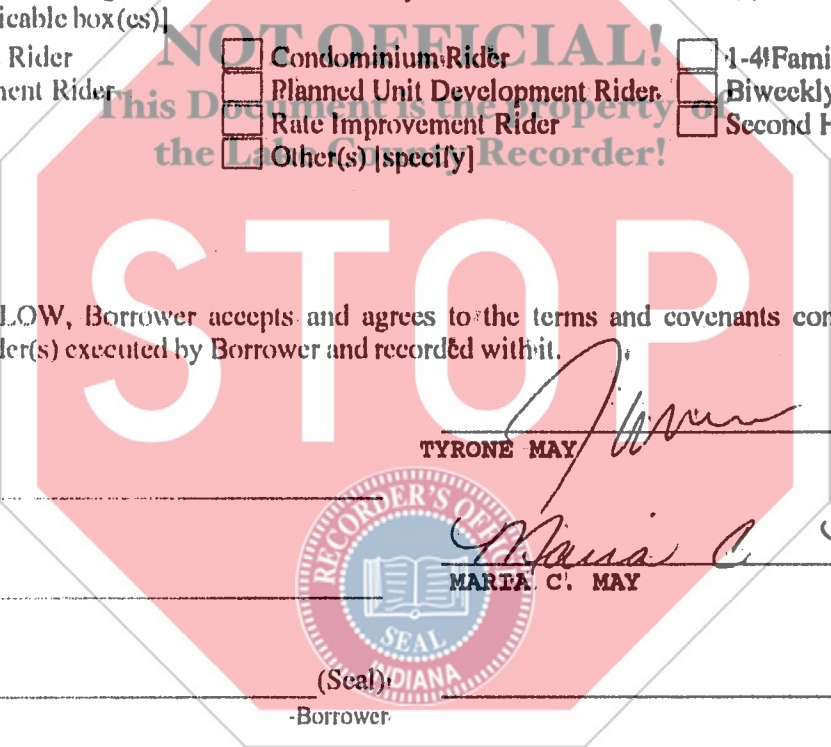 icable box(es)]
Rider
Condominium Rider
1-4 Fami
nent Rider
Planned Unit Development Rider
Biweekly
Rate Improvement Rider
Second H
Other(s) [specify]
NOT OFFICIAL!
This Document is the property of
the Lake County Recorder!
STOP
LOW, Borrower accepts and agrees to the terms and covenants con
der(s) executed by Borrower and recorded with it.
TYRONE MAY
Maria C
MARIA C. MAY
RECORDER'S OFFICE
SEAL
INDIANA
(Seal)
-Borrower